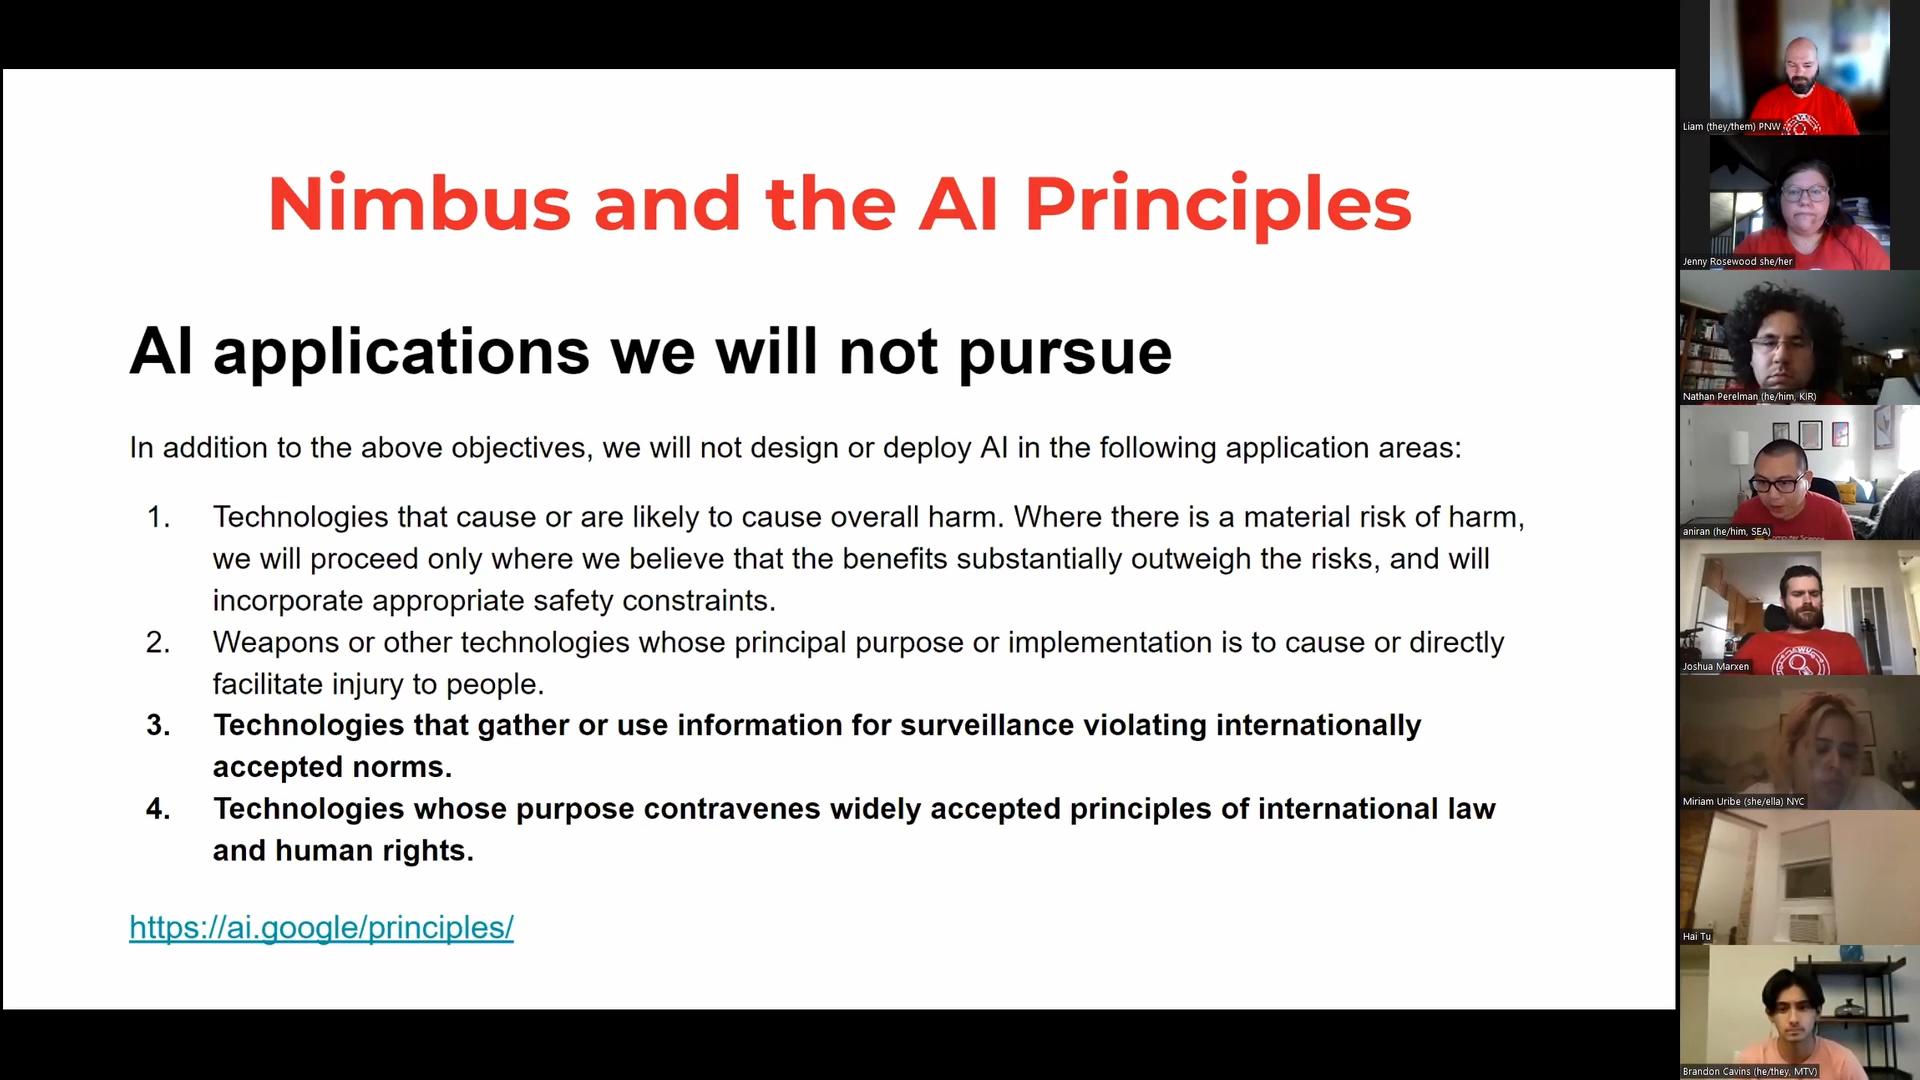 Nimbus and the AI Principles
AI applications we will not pursue
In addition to the above objectives, we will not design or deploy AI in the following application areas:
1. Technologies that cause or are likely to cause overall harm. Where there is a material risk of harm,
we will proceed only where we believe that the benefits substantially outweigh the risks, and will
incorporate appropriate safety constraints.
2. Weapons or other technologies whose principal purpose or implementation is to cause or directly
facilitate injury to people.
3. Technologies that gather or use information for surveillance violating internationally
accepted norms.
4. Technologies whose purpose contravenes widely accepted principles of international law
and human rights.
https://ai.google/principles/
Liam (they/them) PNW
Jenny Rosewood she/her
Nathan Perelman (he/him, KIR)
aniran (he/him, SEA)
Joshua Marxen
Miriam Uribe (she/ella) NYC
Hai Tu
Brandon Cavins (he/they, MTV)